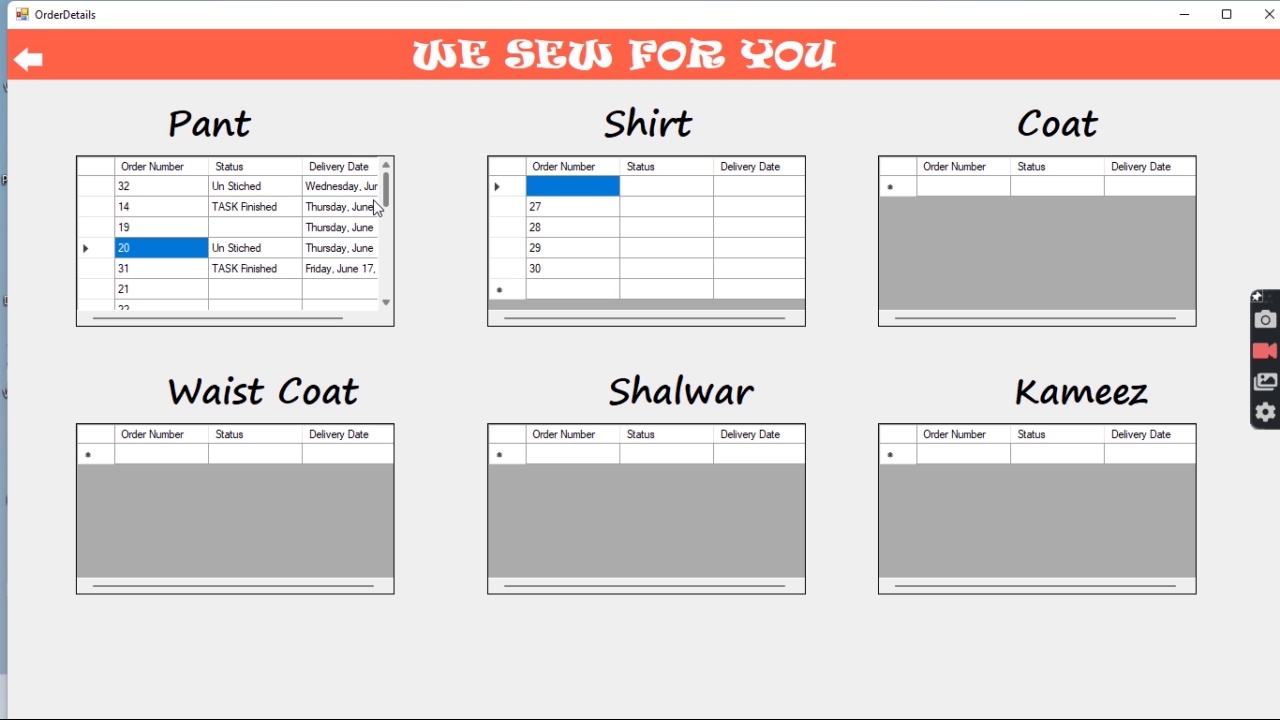 OrderDetails
WE SEW FOR YOU
Pant
Order Number Status Delivery Date
32 Un Stiched Wednesday, Jun
14 TASK Finished Thursday, June
19 Thursday, June
20 Un Stiched Thursday, June
31 TASK Finished Friday, June 17,
21
22
Shirt
Order Number Status Delivery Date
27
28
29
30
Coat
Order Number Status Delivery Date
Waist Coat
Order Number Status Delivery Date
Shalwar
Order Number Status Delivery Date
Kameez
Order Number Status Delivery Date